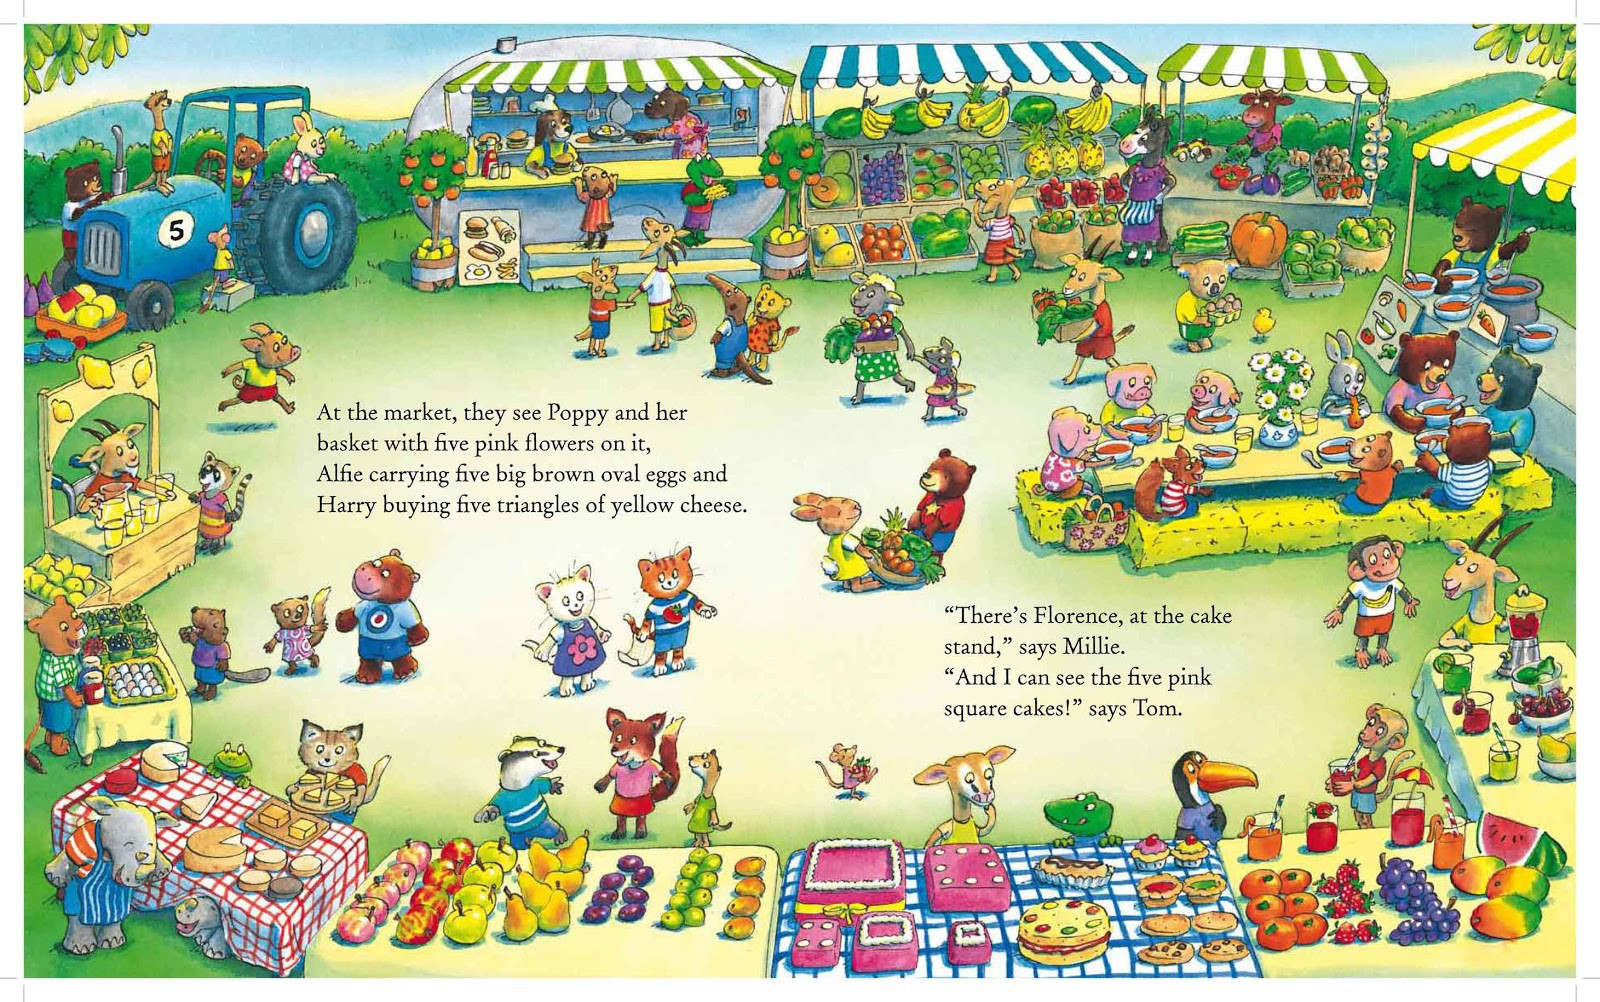 5
At the market, they see Poppy and her
basket with five pink flowers on it,
Alfie carrying five big brown oval eggs and
Harry buying five triangles of yellow cheese.
“There’s Florence, at the cake
stand,” says Millie.
“And I can see the five pink
square cakes!” says Tom.